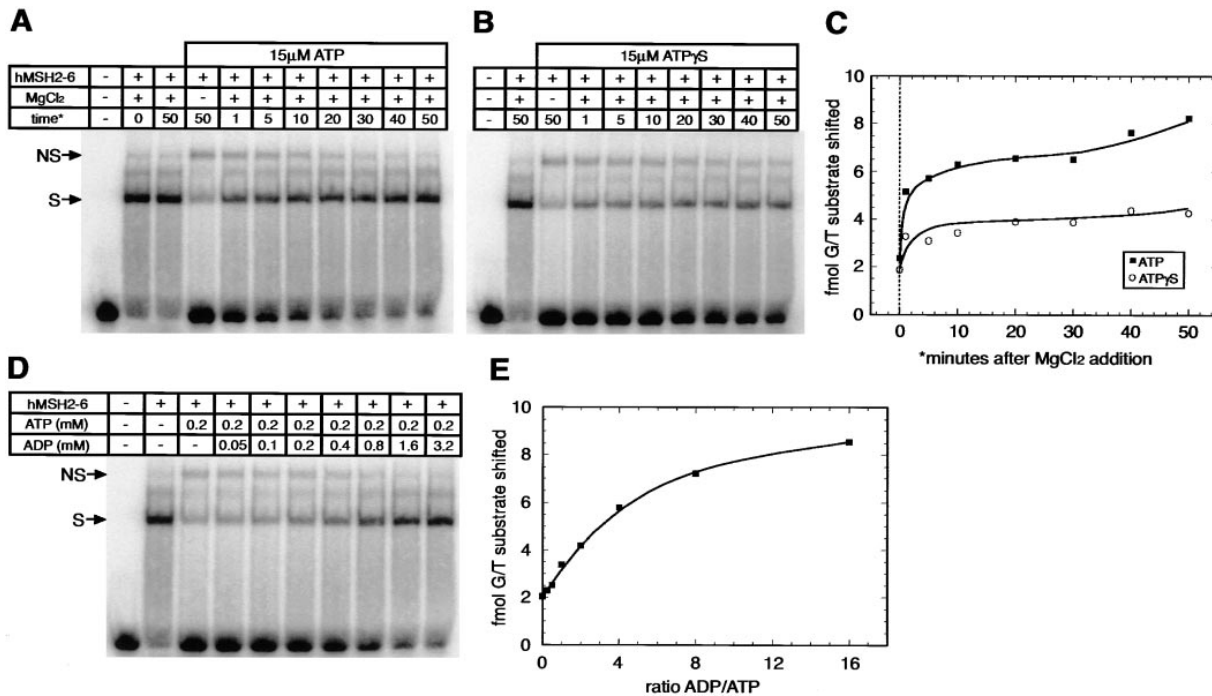 A
15μM ATP
hMSH2-6 - + + + + + + + + + +
MgCl2 - + + - + + + + + + +
time* - 0 50 50 1 5 10 20 30 40 50
NS
S
B
15μM ATPγS
- + + + + + + + + +
- + - + + + + + + +
- 50 50 1 5 10 20 30 40 50
C
fmol G/T substrate shifted
10
8
6
4
2
0
ATP
ATPγS
0 10 20 30 40 50
*minutes after MgCl2 addition
D
hMSH2-6 - + + + + + + + + +
ATP (mM) - - 0.2 0.2 0.2 0.2 0.2 0.2 0.2 0.2
ADP (mM) - - - 0.05 0.1 0.2 0.4 0.8 1.6 3.2
NS
S
E
fmol G/T substrate shifted
10
8
6
4
2
0
0 4 8 12 16
ratio ADP/ATP